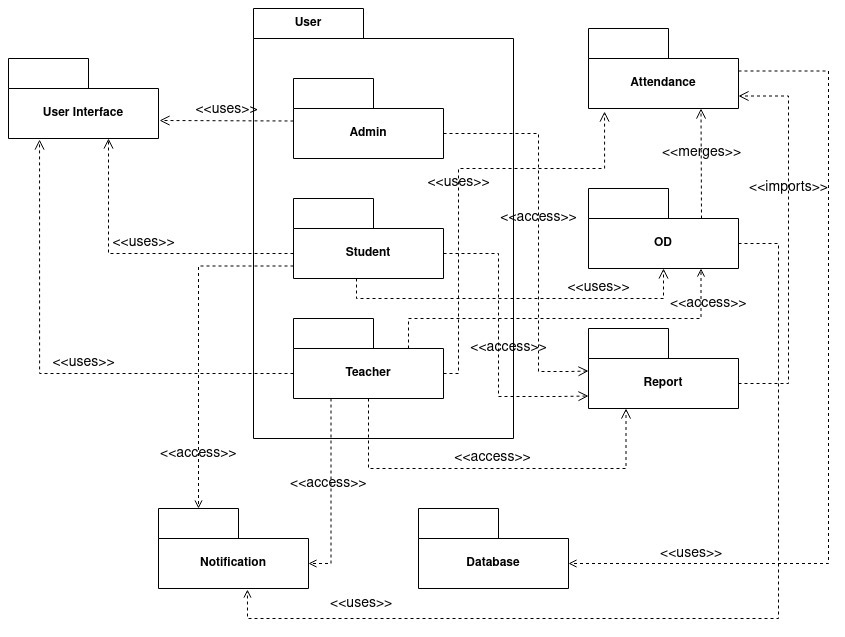 User
Attendance
User Interface
<<uses>>
Admin
<<merges>>
<<uses>>
<<imports>>
<<access>>
<<uses>>
Student
OD
<<uses>>
<<access>>
<<access>>
<<uses>>
Teacher
Report
<<access>>
<<access>>
<<access>>
Notification
Database
<<uses>>
<<uses>>